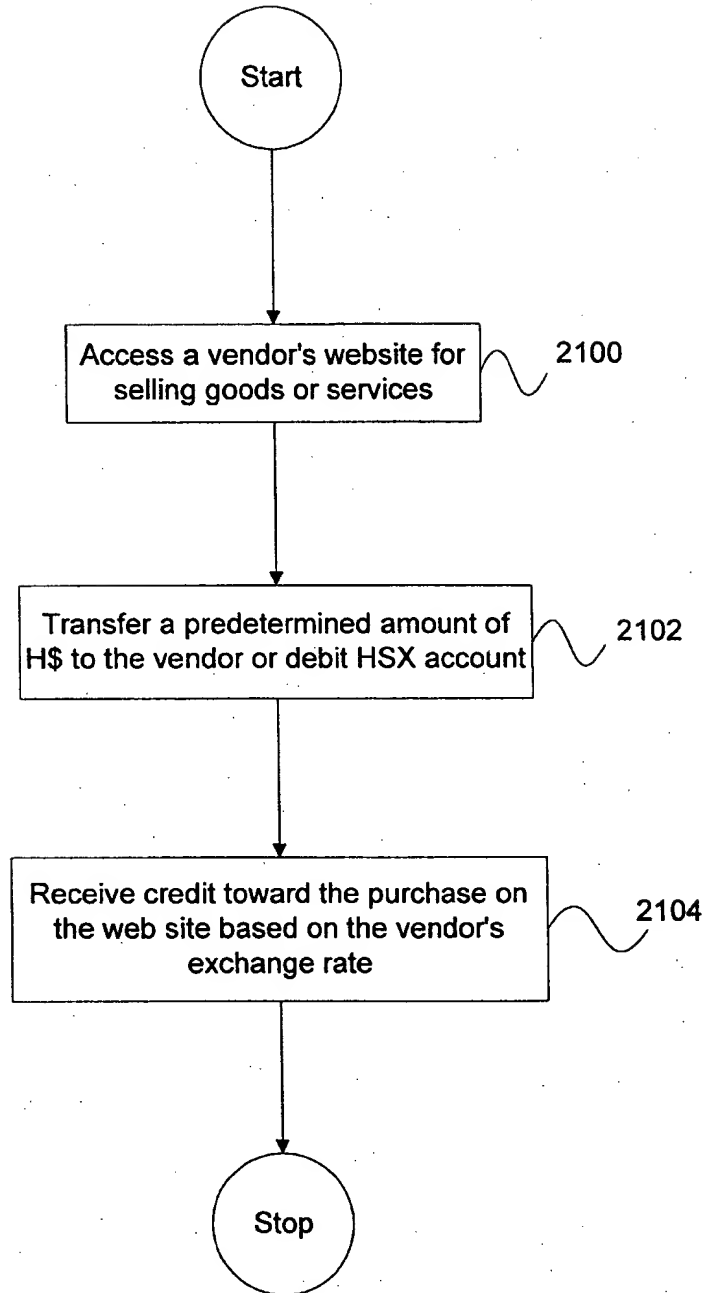 Start
Access a vendor's website for
selling goods or services
2100
Transfer a predetermined amount of
H$ to the vendor or debit HSX account
2102
Receive credit toward the purchase on
the web site based on the vendor's
exchange rate
2104
Stop